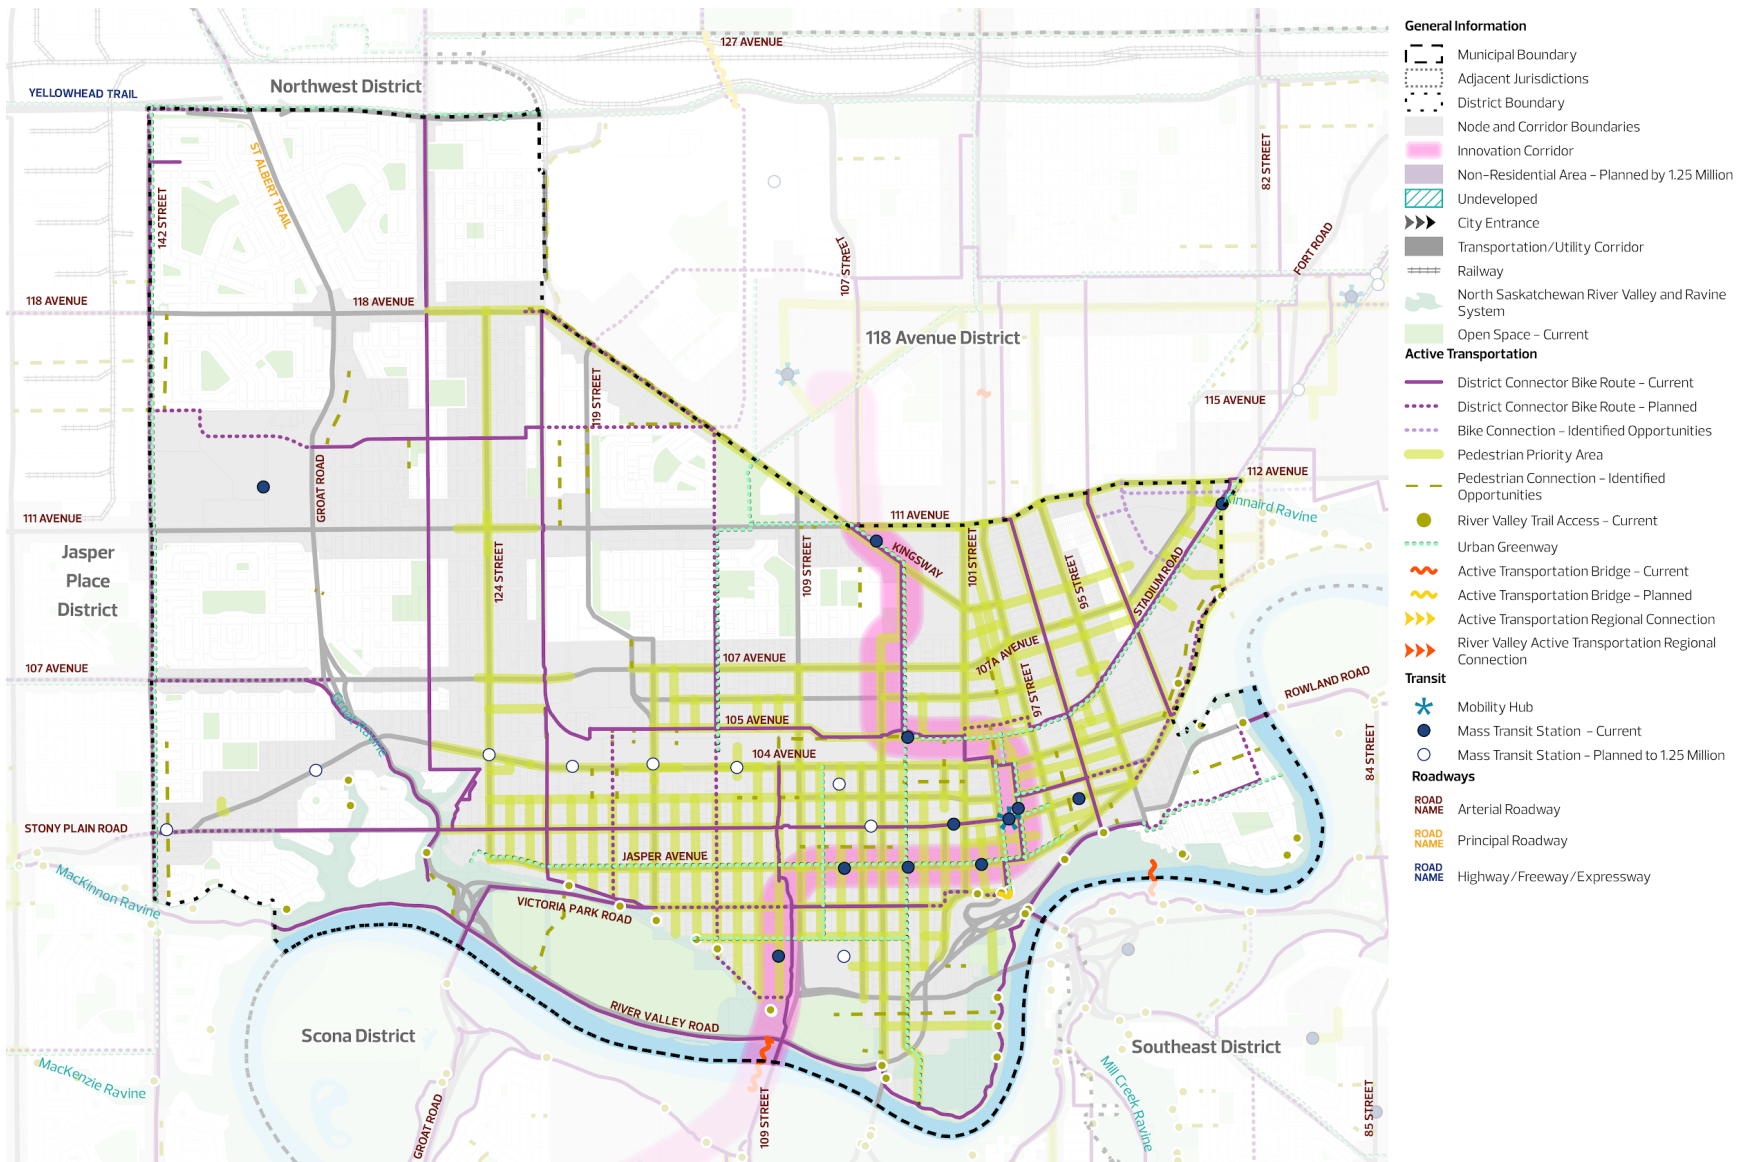 127 AVENUE
Northwest District
YELLOWHEAD TRAIL
ST ALBERT TRAIL
142 STREET
82 STREET
107 STREET
FORT ROAD
118 AVENUE
118 AVENUE
118 Avenue District
119 STREET
115 AVENUE
GROAT ROAD
112 AVENUE
Kinnaird Ravine
111 AVENUE
111 AVENUE
Jasper
Place
District
124 STREET
109 STREET
KINGSWAY
101 STREET
95 STREET
STADIUM ROAD
107 AVENUE
107 AVENUE
107A AVENUE
97 STREET
ROWLAND ROAD
Groat Ravine
105 AVENUE
104 AVENUE
84 STREET
STONY PLAIN ROAD
JASPER AVENUE
MacKinnon Ravine
VICTORIA PARK ROAD
RIVER VALLEY ROAD
Scona District
Southeast District
MacKenzie Ravine
Mill Creek Ravine
GROAT ROAD
109 STREET
85 STREET
General Information
Municipal Boundary
Adjacent Jurisdictions
District Boundary
Node and Corridor Boundaries
Innovation Corridor
Non-Residential Area - Planned by 1.25 Million
Undeveloped
City Entrance
Transportation/Utility Corridor
Railway
North Saskatchewan River Valley and Ravine
System
Open Space - Current
Active Transportation
District Connector Bike Route - Current
District Connector Bike Route - Planned
Bike Connection - Identified Opportunities
Pedestrian Priority Area
Pedestrian Connection - Identified
Opportunities
River Valley Trail Access - Current
Urban Greenway
Active Transportation Bridge - Current
Active Transportation Bridge - Planned
Active Transportation Regional Connection
River Valley Active Transportation Regional
Connection
Transit
Mobility Hub
Mass Transit Station - Current
Mass Transit Station - Planned to 1.25 Million
Roadways
ROAD
NAME
Arterial Roadway
ROAD
NAME
Principal Roadway
ROAD
NAME
Highway/Freeway/Expressway